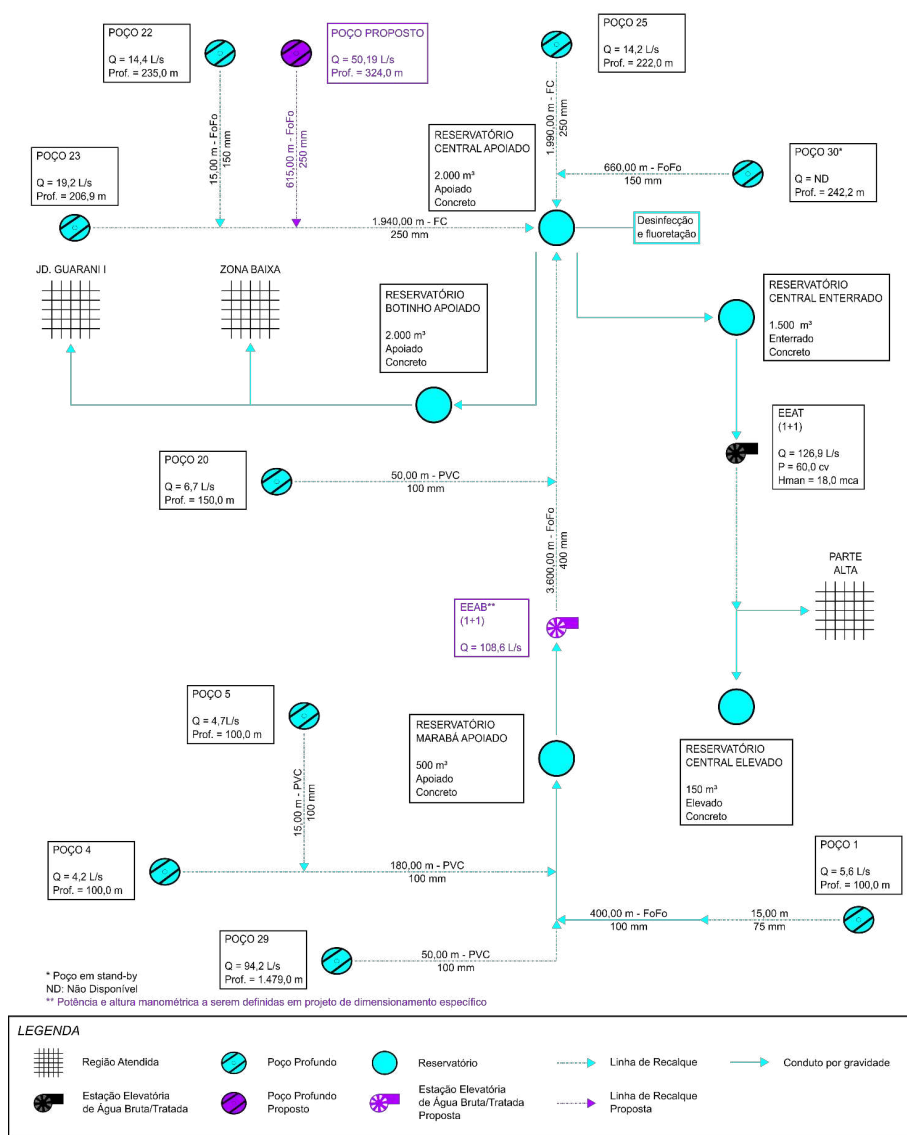 POÇO 22
Q = 14,4 L/s
Prof. = 235,0 m
POÇO PROPOSTO
Q = 50,19 L/s
Prof. = 324,0 m
POÇO 25
Q = 14,2 L/s
Prof. = 222,0 m
15,00 m - FoFo
150 mm
615,00 m - FoFo
250 mm
1.990,00 m - FC
250 mm
RESERVATÓRIO
CENTRAL APOIADO
2.000 m³
Apoiado
Concreto
POÇO 23
Q = 19,2 L/s
Prof. = 206,9 m
660,00 m - FoFo
150 mm
POÇO 30*
Q = ND
Prof. = 242,2 m
1.940,00 m - FC
250 mm
Desinfecção
e fluoretação
JD. GUARANI I
ZONA BAIXA
RESERVATÓRIO
BOTINHO APOIADO
2.000 m³
Apoiado
Concreto
RESERVATÓRIO
CENTRAL ENTERRADO
1.500 m³
Enterrado
Concreto
EEAT
(1+1)
Q = 126,9 L/s
P = 60,0 cv
Hman = 18,0 mca
POÇO 20
Q = 6,7 L/s
Prof. = 150,0 m
50,00 m - PVC
100 mm
3.600,00 m - FoFo
400 mm
PARTE
ALTA
EEAB**
(1+1)
Q = 108,6 L/s
POÇO 5
Q = 4,7L/s
Prof. = 100,0 m
RESERVATÓRIO
MARABÁ APOIADO
500 m³
Apoiado
Concreto
RESERVATÓRIO
CENTRAL ELEVADO
150 m³
Elevado
Concreto
15,00 m - PVC
100 mm
POÇO 4
Q = 4,2 L/s
Prof. = 100,0 m
180,00 m - PVC
100 mm
POÇO 1
Q = 5,6 L/s
Prof. = 100,0 m
400,00 m - FoFo
100 mm
15,00 m
75 mm
POÇO 29
Q = 94,2 L/s
Prof. = 1.479,0 m
50,00 m - PVC
100 mm
* Poço em stand-by
ND: Não Disponível
** Potência e altura manométrica a serem definidas em projeto de dimensionamento específico
LEGENDA
Região Atendida
Poço Profundo
Reservatório
Linha de Recalque
Conduto por gravidade
Estação Elevatória
de Água Bruta/Tratada
Poço Profundo
Proposto
Estação Elevatória
de Água Bruta/Tratada
Proposta
Linha de Recalque
Proposta